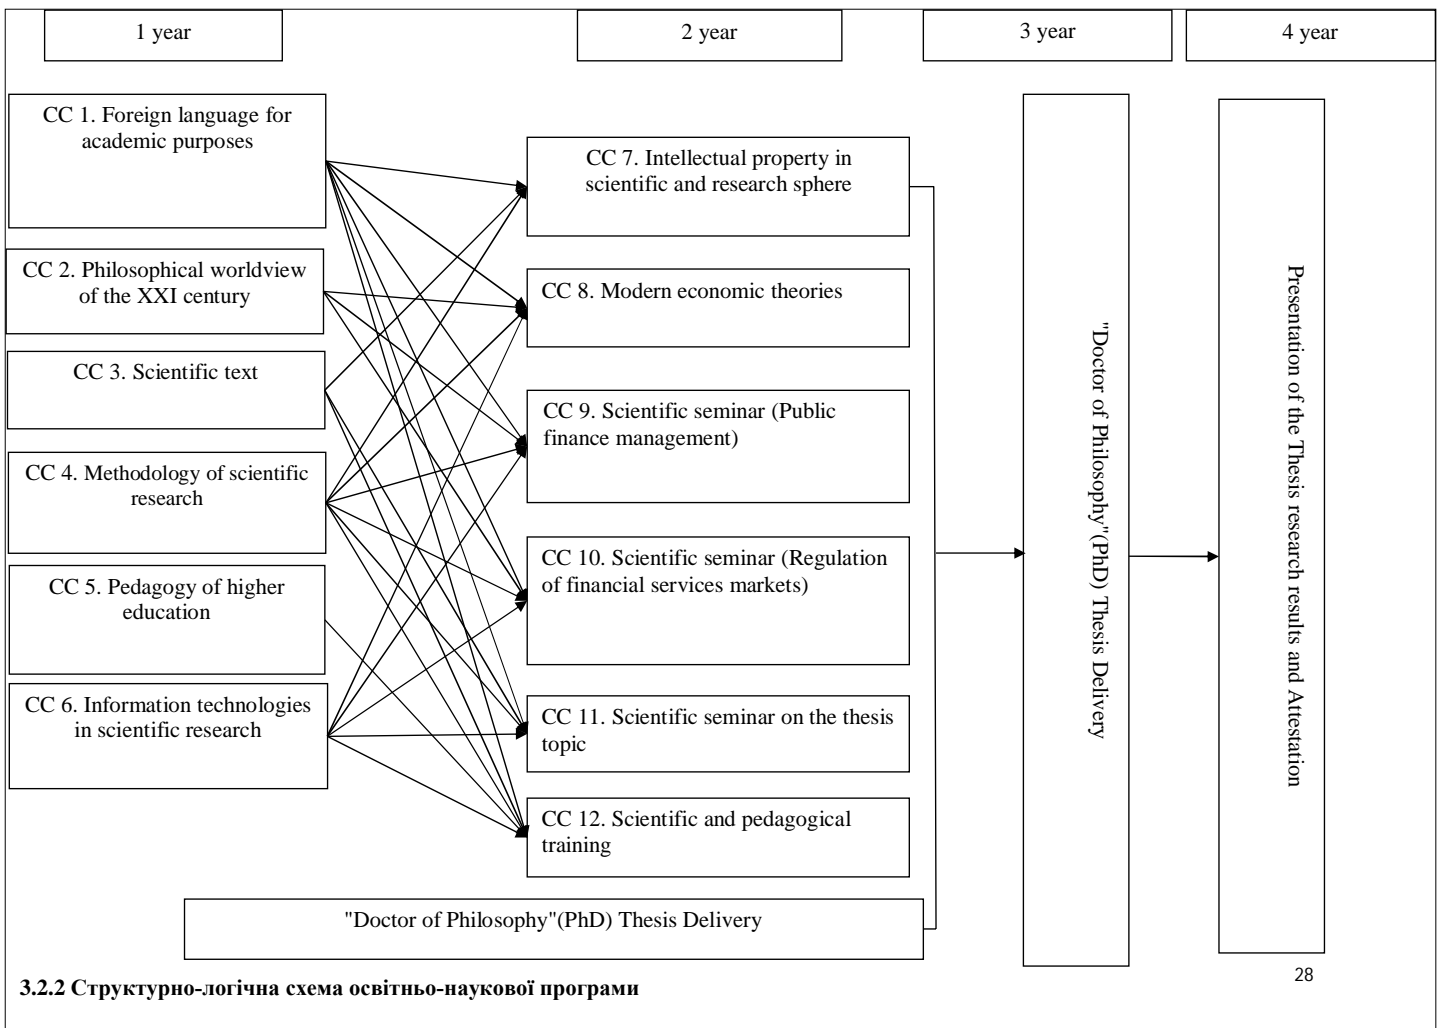 1 year
2 year
3 year
4 year
CC 1. Foreign language for
academic purposes
CC 2. Philosophical worldview
of the XXI century
CC 3. Scientific text
CC 4. Methodology of scientific
research
CC 5. Pedagogy of higher
education
CC 6. Information technologies
in scientific research
CC 7. Intellectual property in
scientific and research sphere
CC 8. Modern economic theories
CC 9. Scientific seminar (Public
finance management)
CC 10. Scientific seminar (Regulation
of financial services markets)
CC 11. Scientific seminar on the thesis
topic
CC 12. Scientific and pedagogical
training
"Doctor of Philosophy"(PhD) Thesis Delivery
"Doctor of Philosophy"(PhD) Thesis Delivery
Presentation of the Thesis research results and Attestation
3.2.2 Структурно-логічна схема освітньо-наукової програми
28